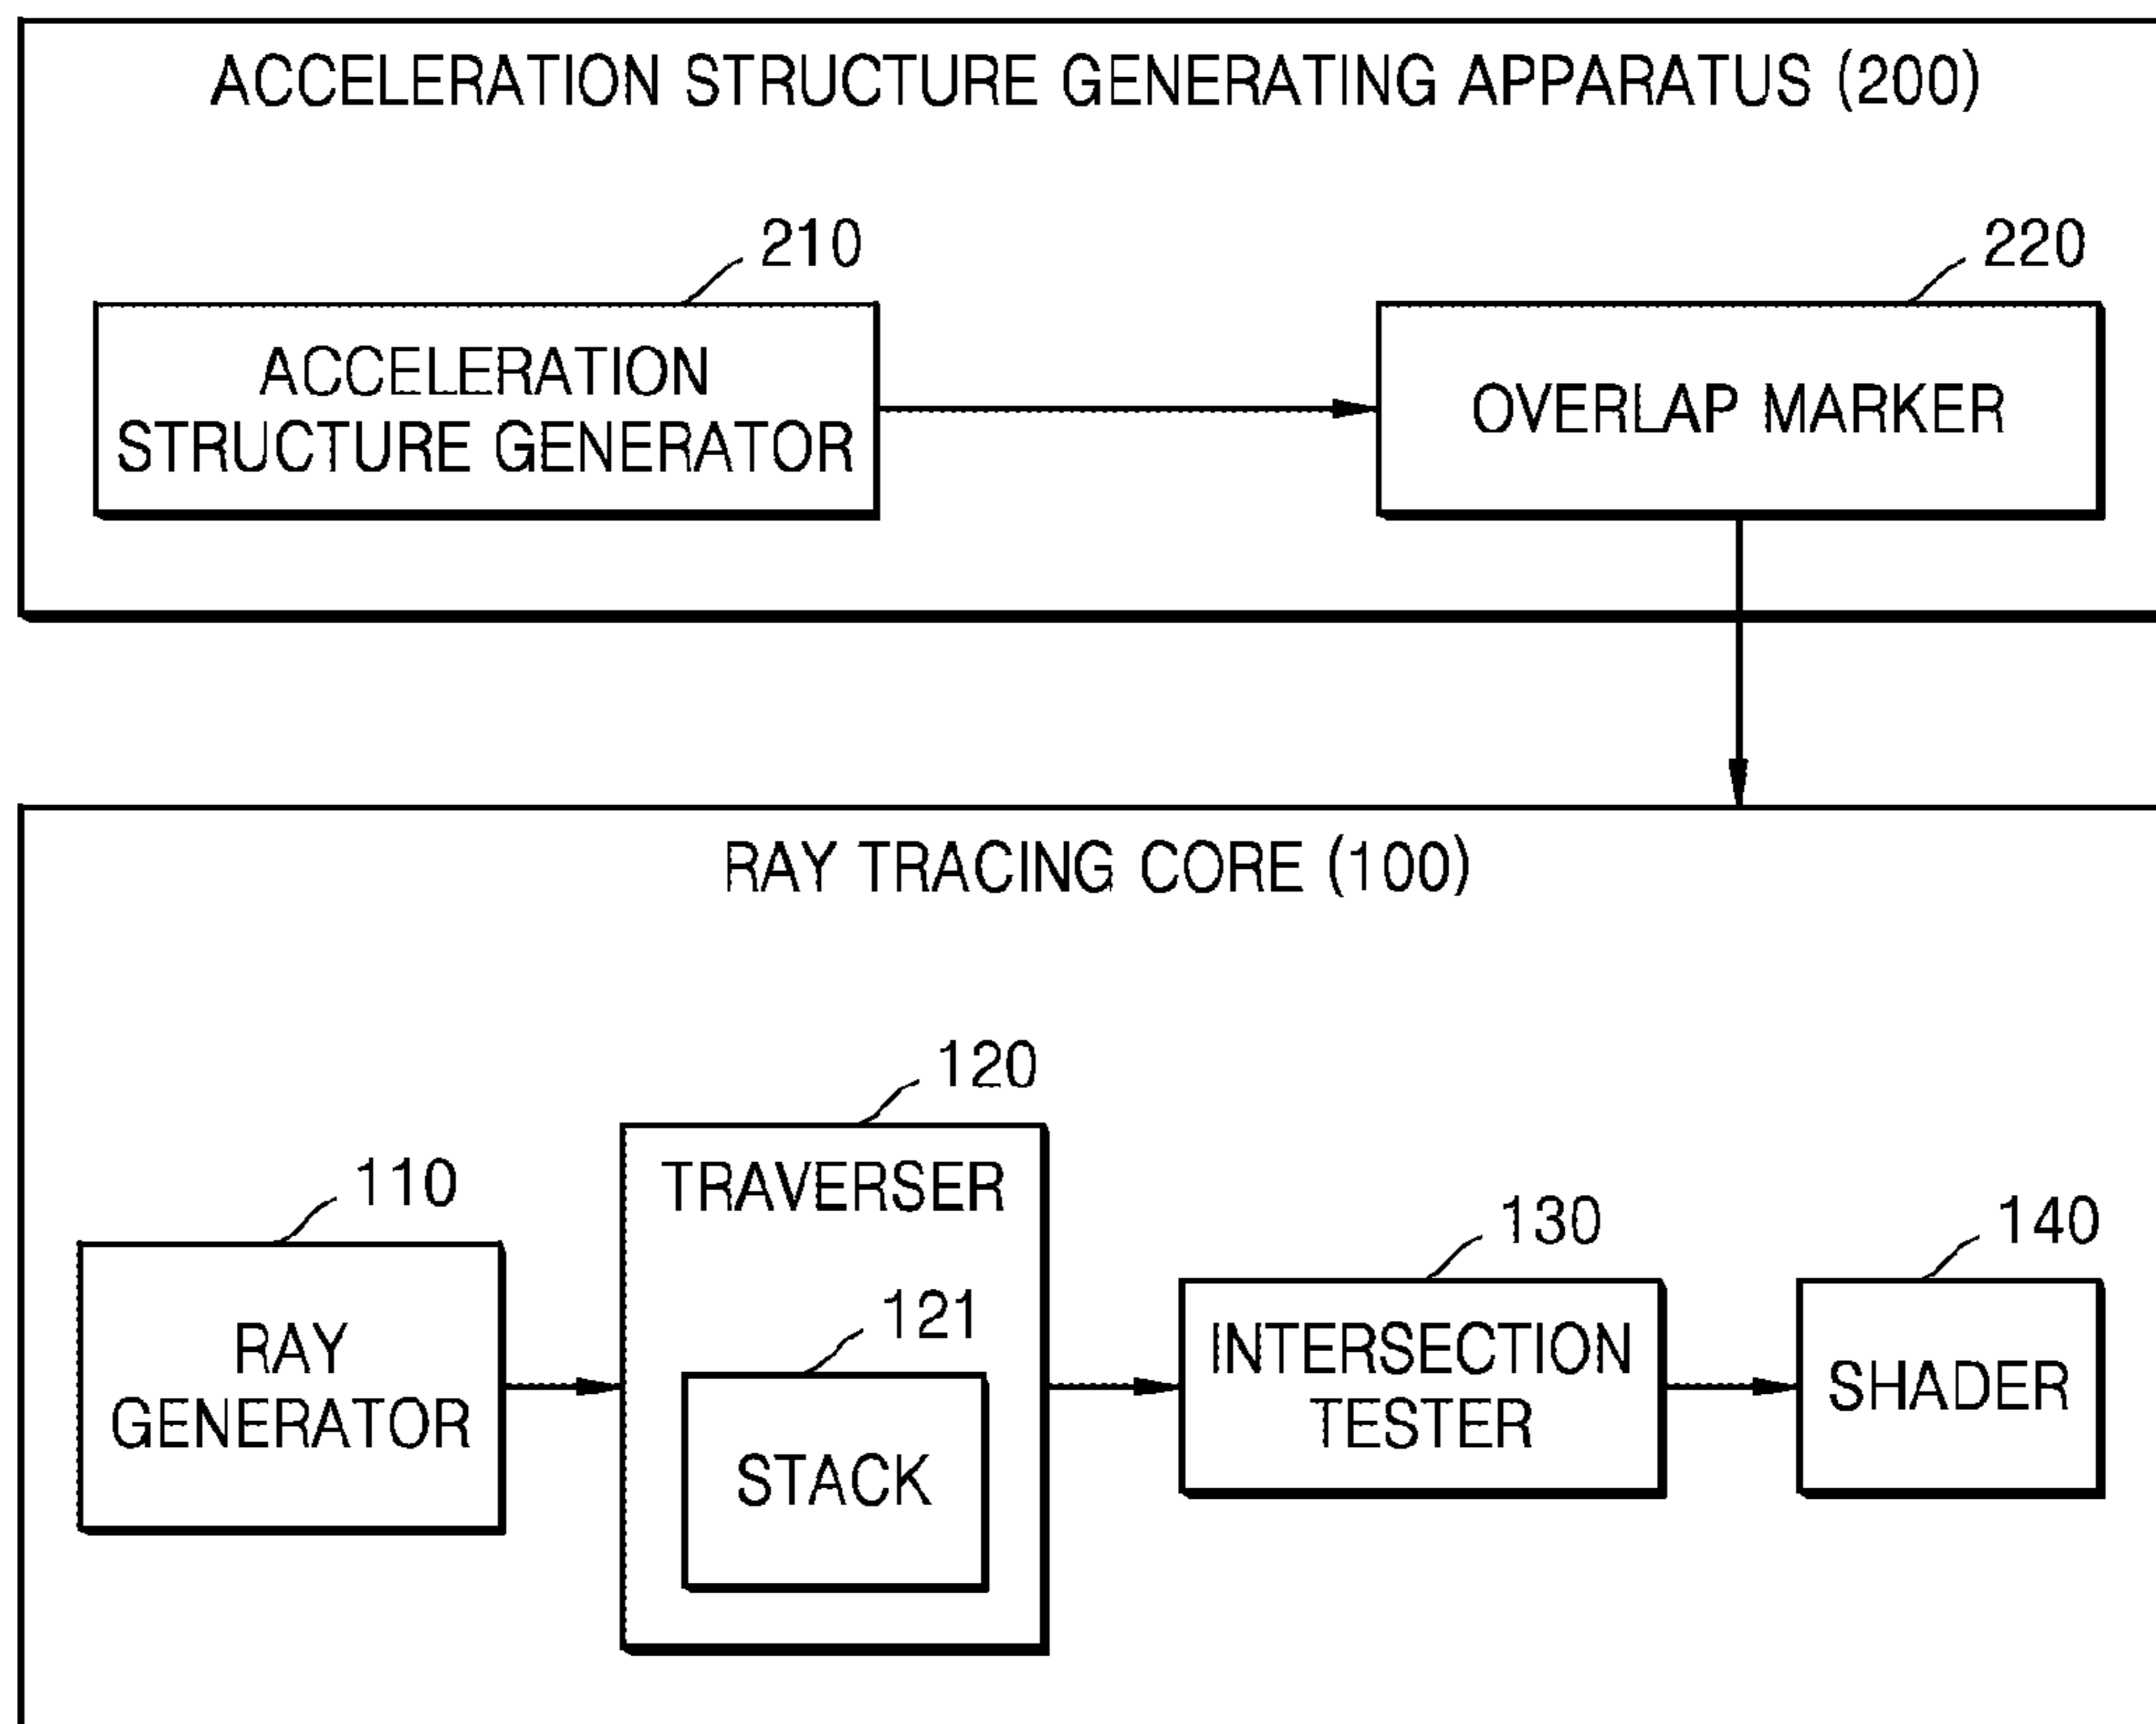 ACCELERATION STRUCTURE GENERATING APPARATUS (200)
210
220
ACCELERATION
STRUCTURE GENERATOR
OVERLAP MARKER
RAY TRACING CORE (100)
120
110
TRAVERSER
130
140
121
RAY
GENERATOR
INTERSECTION
TESTER
SHADER
STACK